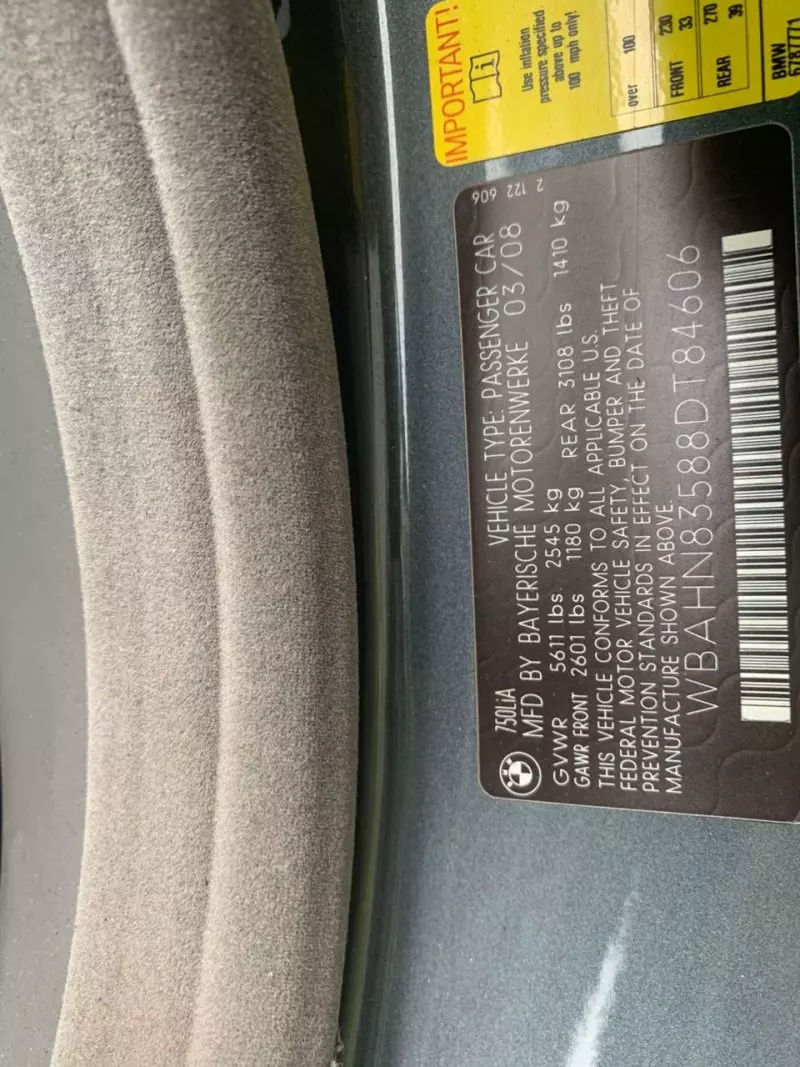 750LiA
VEHICLE TYPE: PASSENGER CAR
MFD BY BAYERISCHE MOTORENWERKE 03/08
GVWR 5611 lbs 2545 kg
GAWR FRONT 2601 lbs 1180 kg REAR 3108 lbs 1410 kg
THIS VEHICLE CONFORMS TO ALL APPLICABLE U.S.
FEDERAL MOTOR VEHICLE SAFETY, BUMPER AND THEFT
PREVENTION STANDARDS IN EFFECT ON THE DATE OF
MANUFACTURE SHOWN ABOVE.
WBAHN83588DT84606
2 122 606
IMPORTANT!
Use inflation
pressure specified
above up to
100 mph only!
over 100
FRONT 230 33
REAR 270 39
BMW
6787771